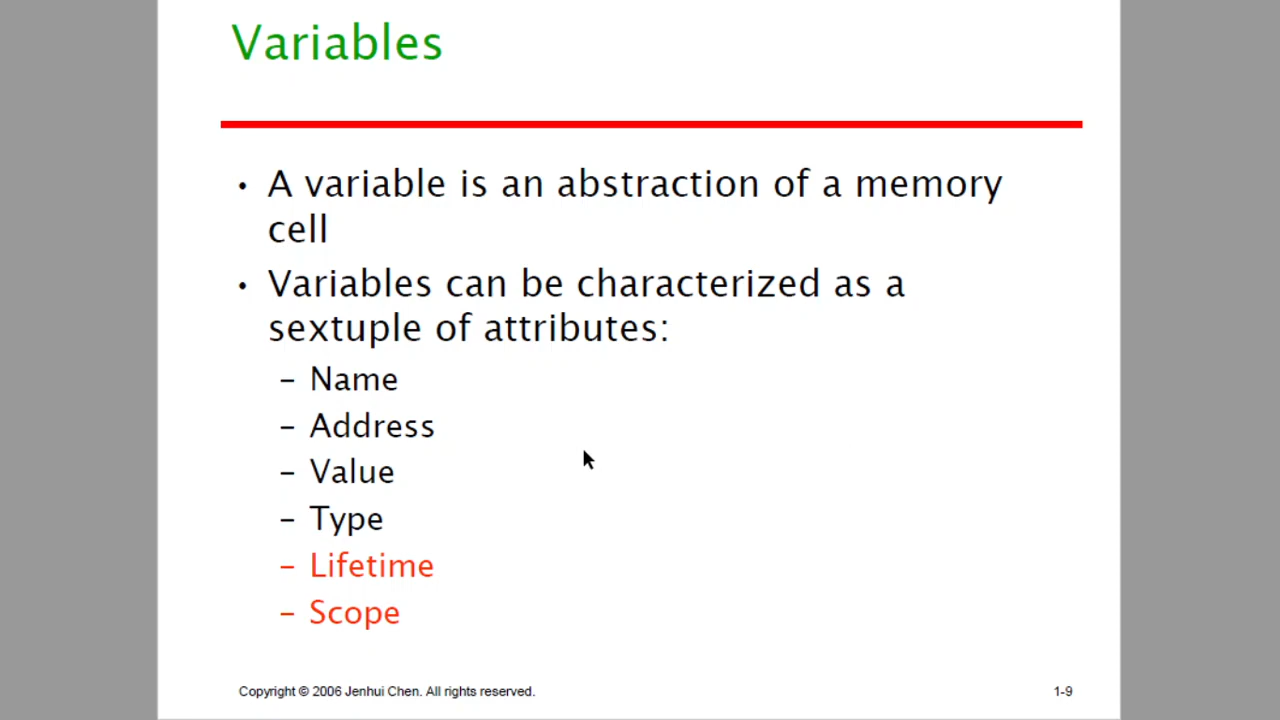 Variables
• A variable is an abstraction of a memory
cell
• Variables can be characterized as a
sextuple of attributes:
– Name
– Address
– Value
– Type
– Lifetime
– Scope
Copyright © 2006 Jenhui Chen. All rights reserved.
1-9